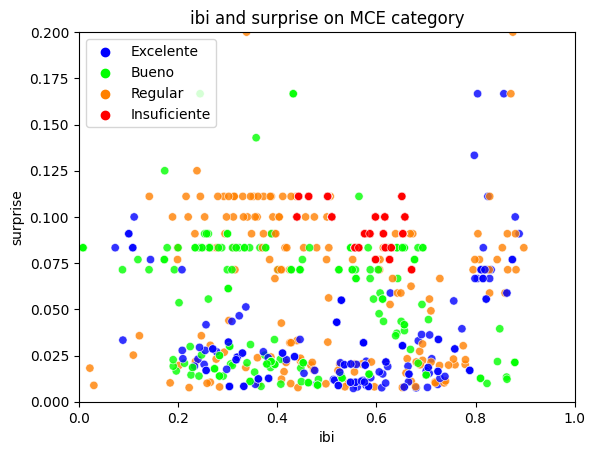 ibi and surprise on MCE category
Excelente
Bueno
Regular
Insuficiente
surprise
0.200
0.175
0.150
0.125
0.100
0.075
0.050
0.025
0.000
0.0
0.2
0.4
0.6
0.8
1.0
ibi